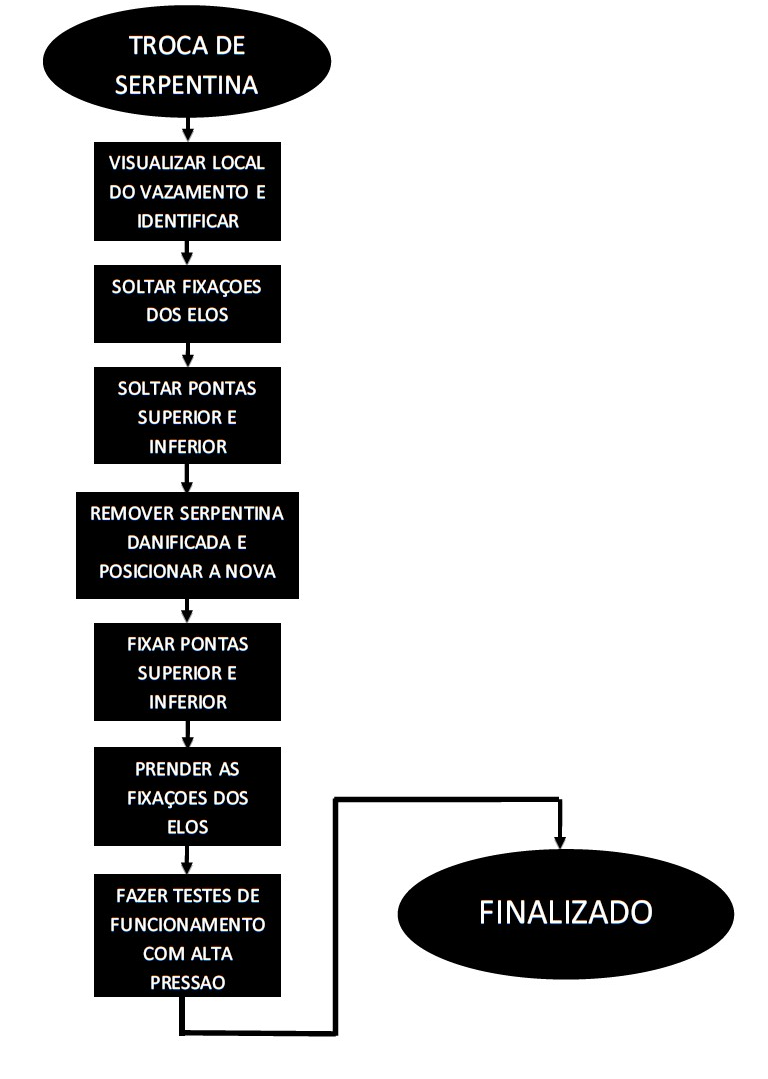 TROCA DE
SERPENTINA
VISUALIZAR LOCAL
DO VAZAMENTO E
IDENTIFICAR
SOLTAR FIXAÇOES
DOS ELOS
SOLTAR PONTAS
SUPERIOR E
INFERIOR
REMOVER SERPENTINA
DANIFICADA E
POSICIONAR A NOVA
FIXAR PONTAS
SUPERIOR E
INFERIOR
PRENDER AS
FIXAÇOES DOS
ELOS
FAZER TESTES DE
FUNCIONAMENTO
COM ALTA
PRESSAO
FINALIZADO